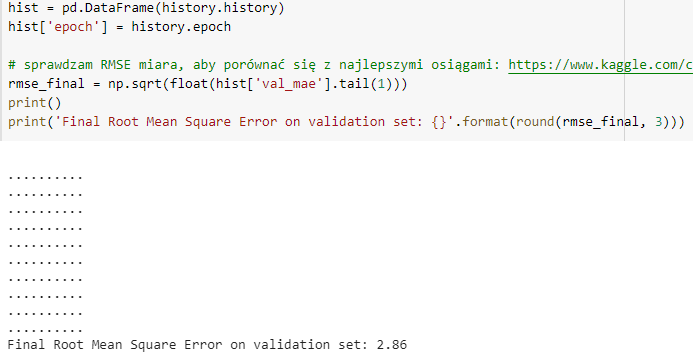 hist = pd.DataFrame(history.history)
hist['epoch'] = history.epoch
# sprawdzam RMSE miara, aby porównać się z najlepszymi osiągami: https://www.kaggle.com/c
rmse_final = np.sqrt(float(hist['val_mae'].tail(1)))
print()
print('Final Root Mean Square Error on validation set: {}'.format(round(rmse_final, 3)))
..........
..........
..........
..........
..........
..........
..........
..........
..........
..........
Final Root Mean Square Error on validation set: 2.86